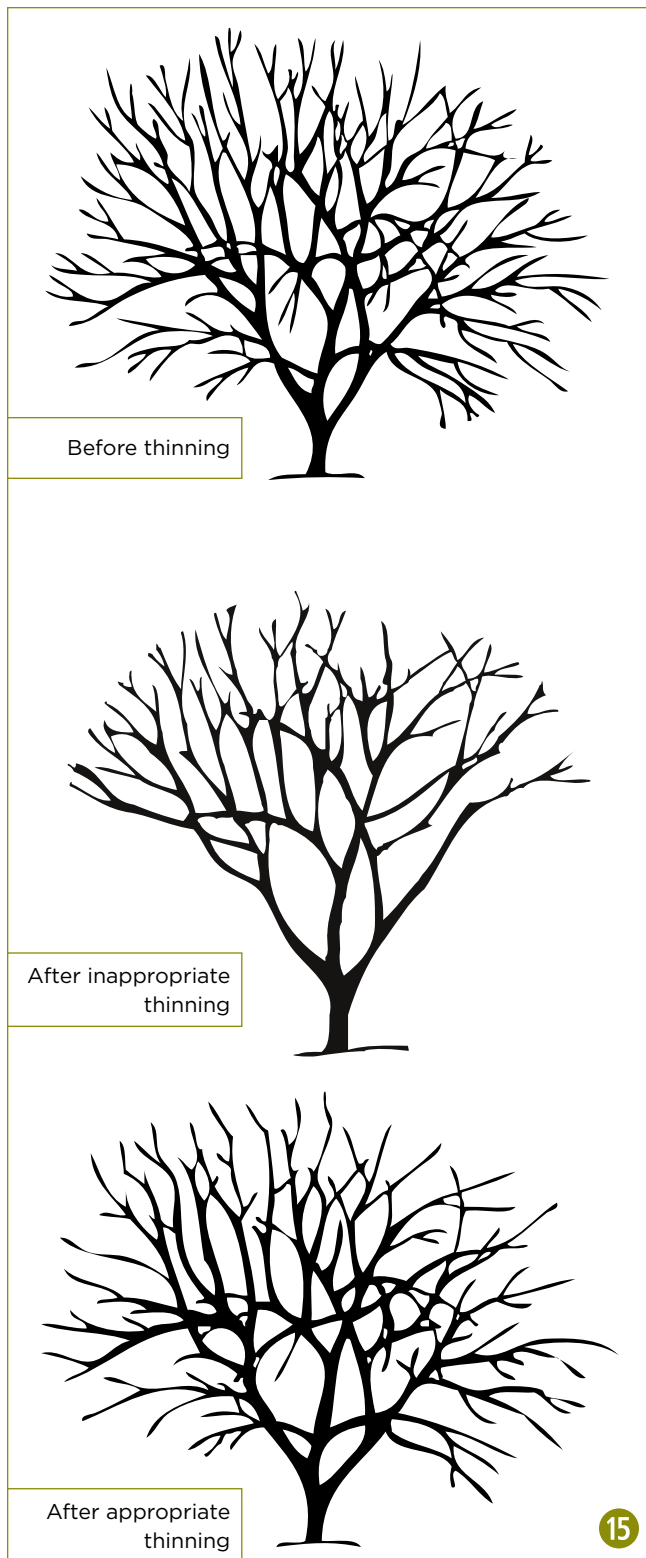 Before thinning
After inappropriate
thinning
After appropriate
thinning
15